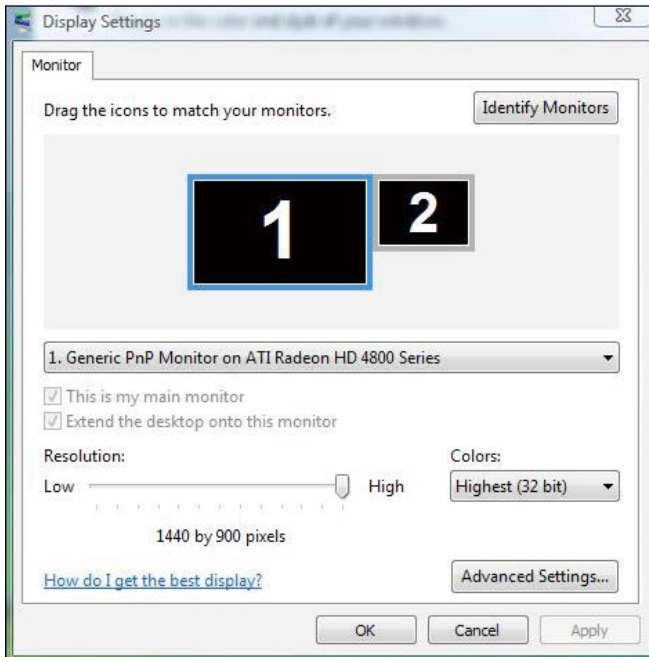 Display Settings
Monitor
Drag the icons to match your monitors.
Identify Monitors
1
2
1. Generic PnP Monitor on ATI Radeon HD 4800 Series
This is my main monitor
Extend the desktop onto this monitor
Resolution:
Colors:
Low
High
Highest (32 bit)
1440 by 900 pixels
How do I get the best display?
Advanced Settings...
OK
Cancel
Apply